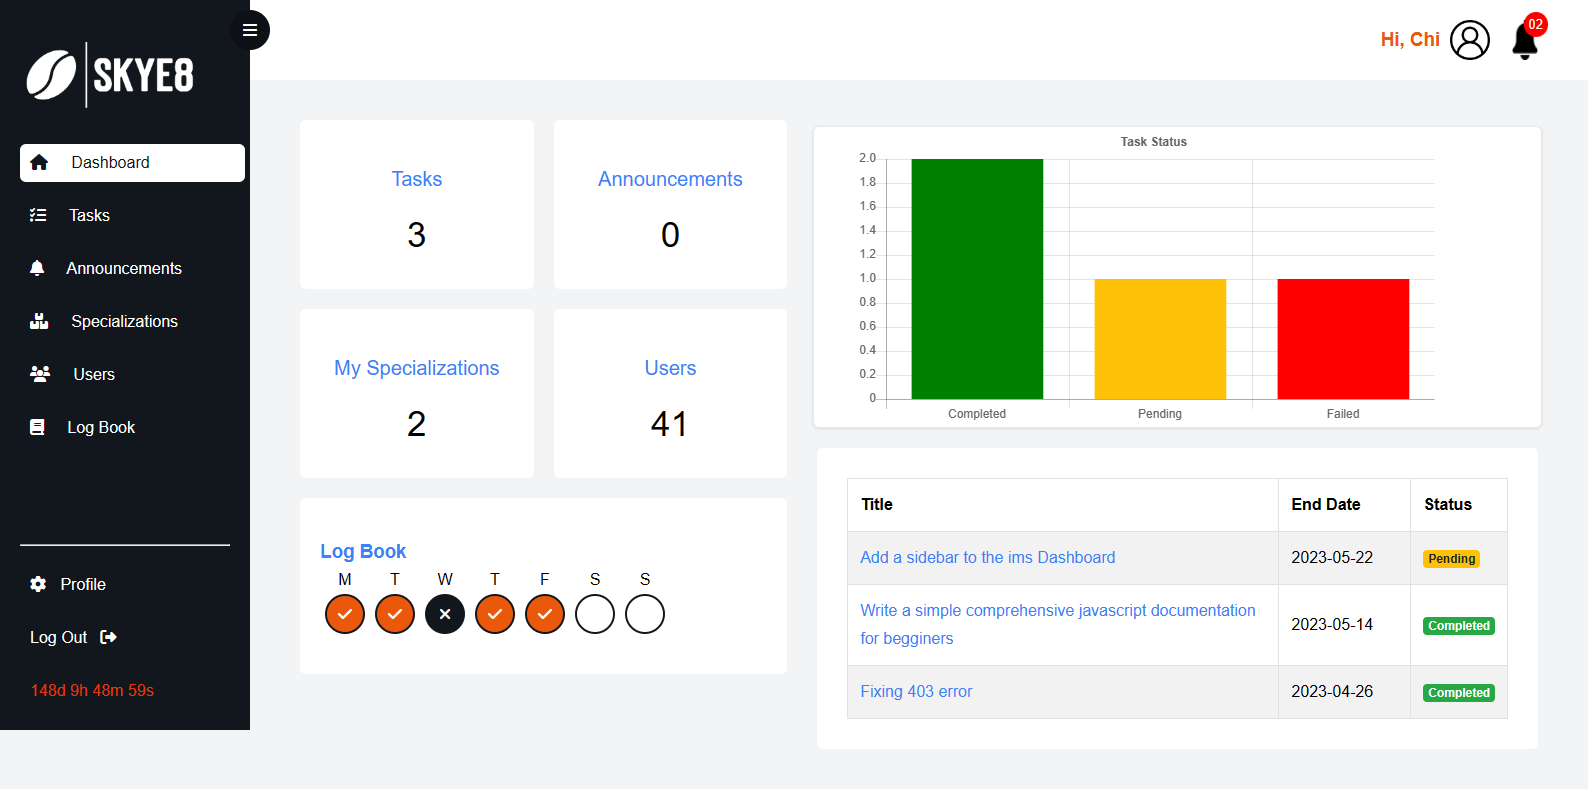 SKYE8
Dashboard
Tasks
Announcements
Specializations
Users
Log Book
Profile
Log Out
148d 9h 48m 59s
Hi, Chi
02
Tasks
3
Announcements
0
My Specializations
2
Users
41
Log Book
M T W T F S S
Task Status
2.0
1.8
1.6
1.4
1.2
1.0
0.8
0.6
0.4
0.2
0
Completed Pending Failed
Title End Date Status
Add a sidebar to the ims Dashboard 2023-05-22 Pending
Write a simple comprehensive javascript documentation
for begginers 2023-05-14 Completed
Fixing 403 error 2023-04-26 Completed